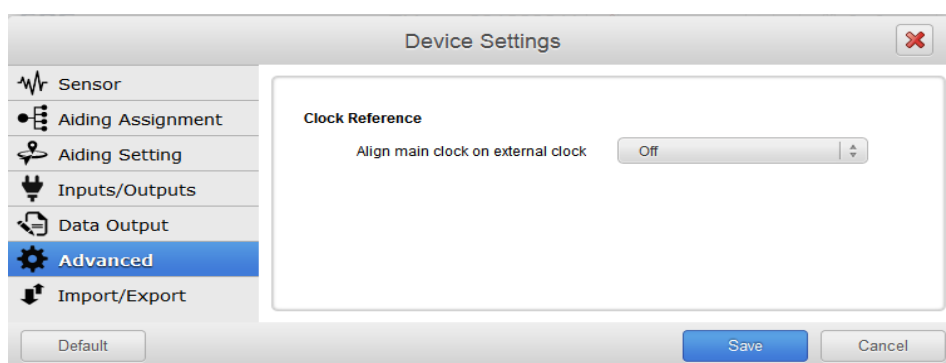 Device Settings
Sensor
Aiding Assignment
Aiding Setting
Inputs/Outputs
Data Output
Advanced
Import/Export
Clock Reference
Align main clock on external clock Off
Default Save Cancel